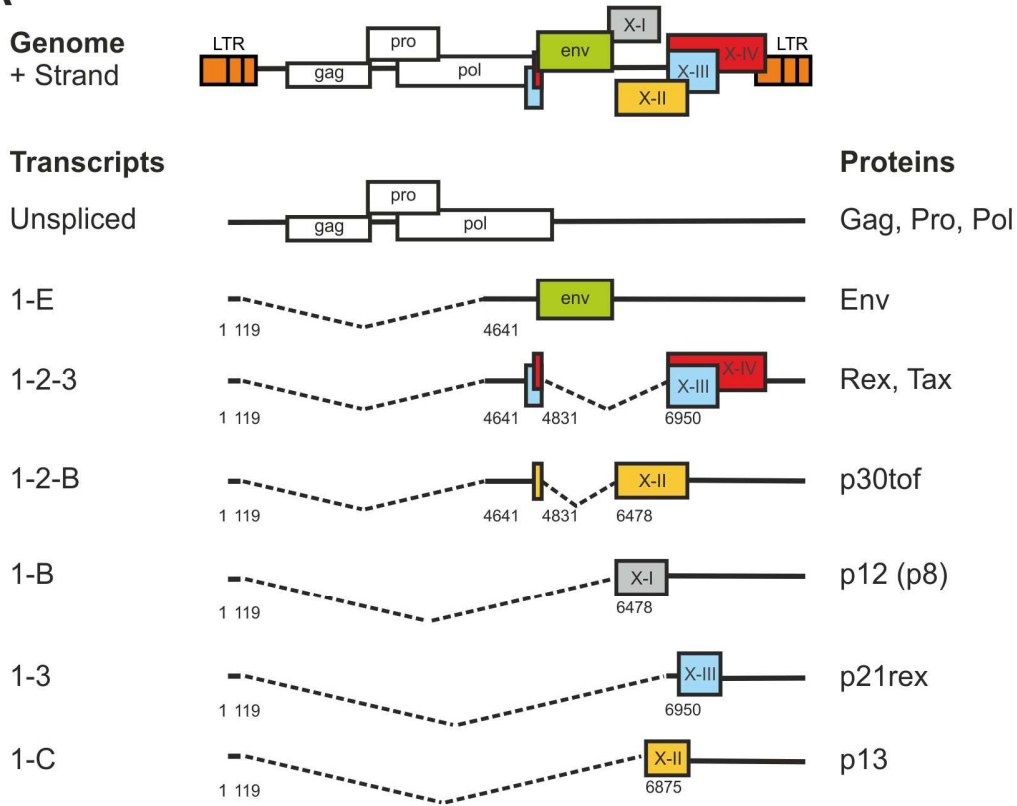 Genome
+ Strand
LTR
gag
pro
pol
env
X-I
X-II
X-III
X-IV
LTR
Transcripts
Proteins
Unspliced
gag
pro
pol
Gag, Pro, Pol
1-E
env
Env
1 119
4641
1-2-3
X-III
X-IV
Rex, Tax
1 119
4641
4831
6950
1-2-B
X-II
p30tof
1 119
4641
4831
6478
1-B
X-I
p12 (p8)
1 119
6478
1-3
X-III
p21rex
1 119
6950
1-C
X-II
p13
1 119
6875